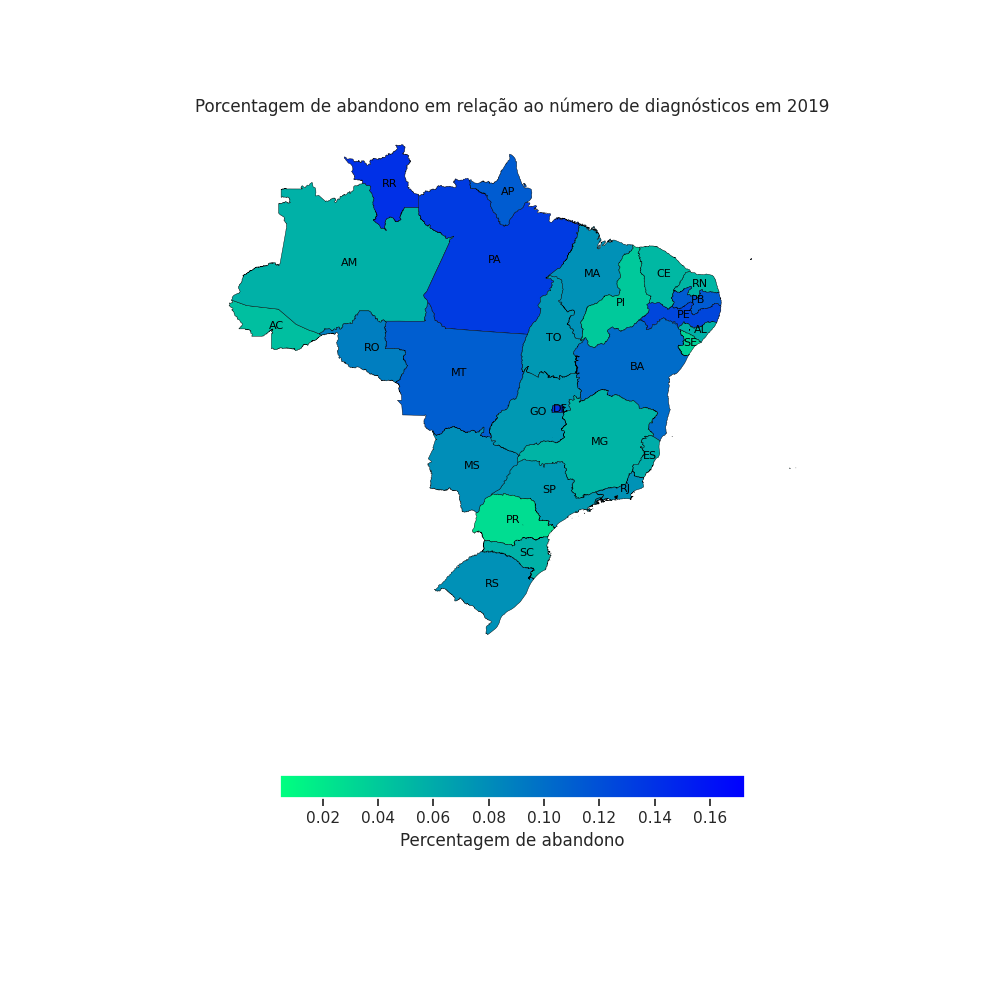 Porcentagem de abandono em relação ao número de diagnósticos em 2019
RR
AP
AM
PA
MA
CE
RN
PI
PB
PE
AC
AL
TO
SE
RO
BA
MT
GO
DF
MG
ES
MS
SP
RJ
PR
SC
RS
0.02 0.04 0.06 0.08 0.10 0.12 0.14 0.16
Percentagem de abandono